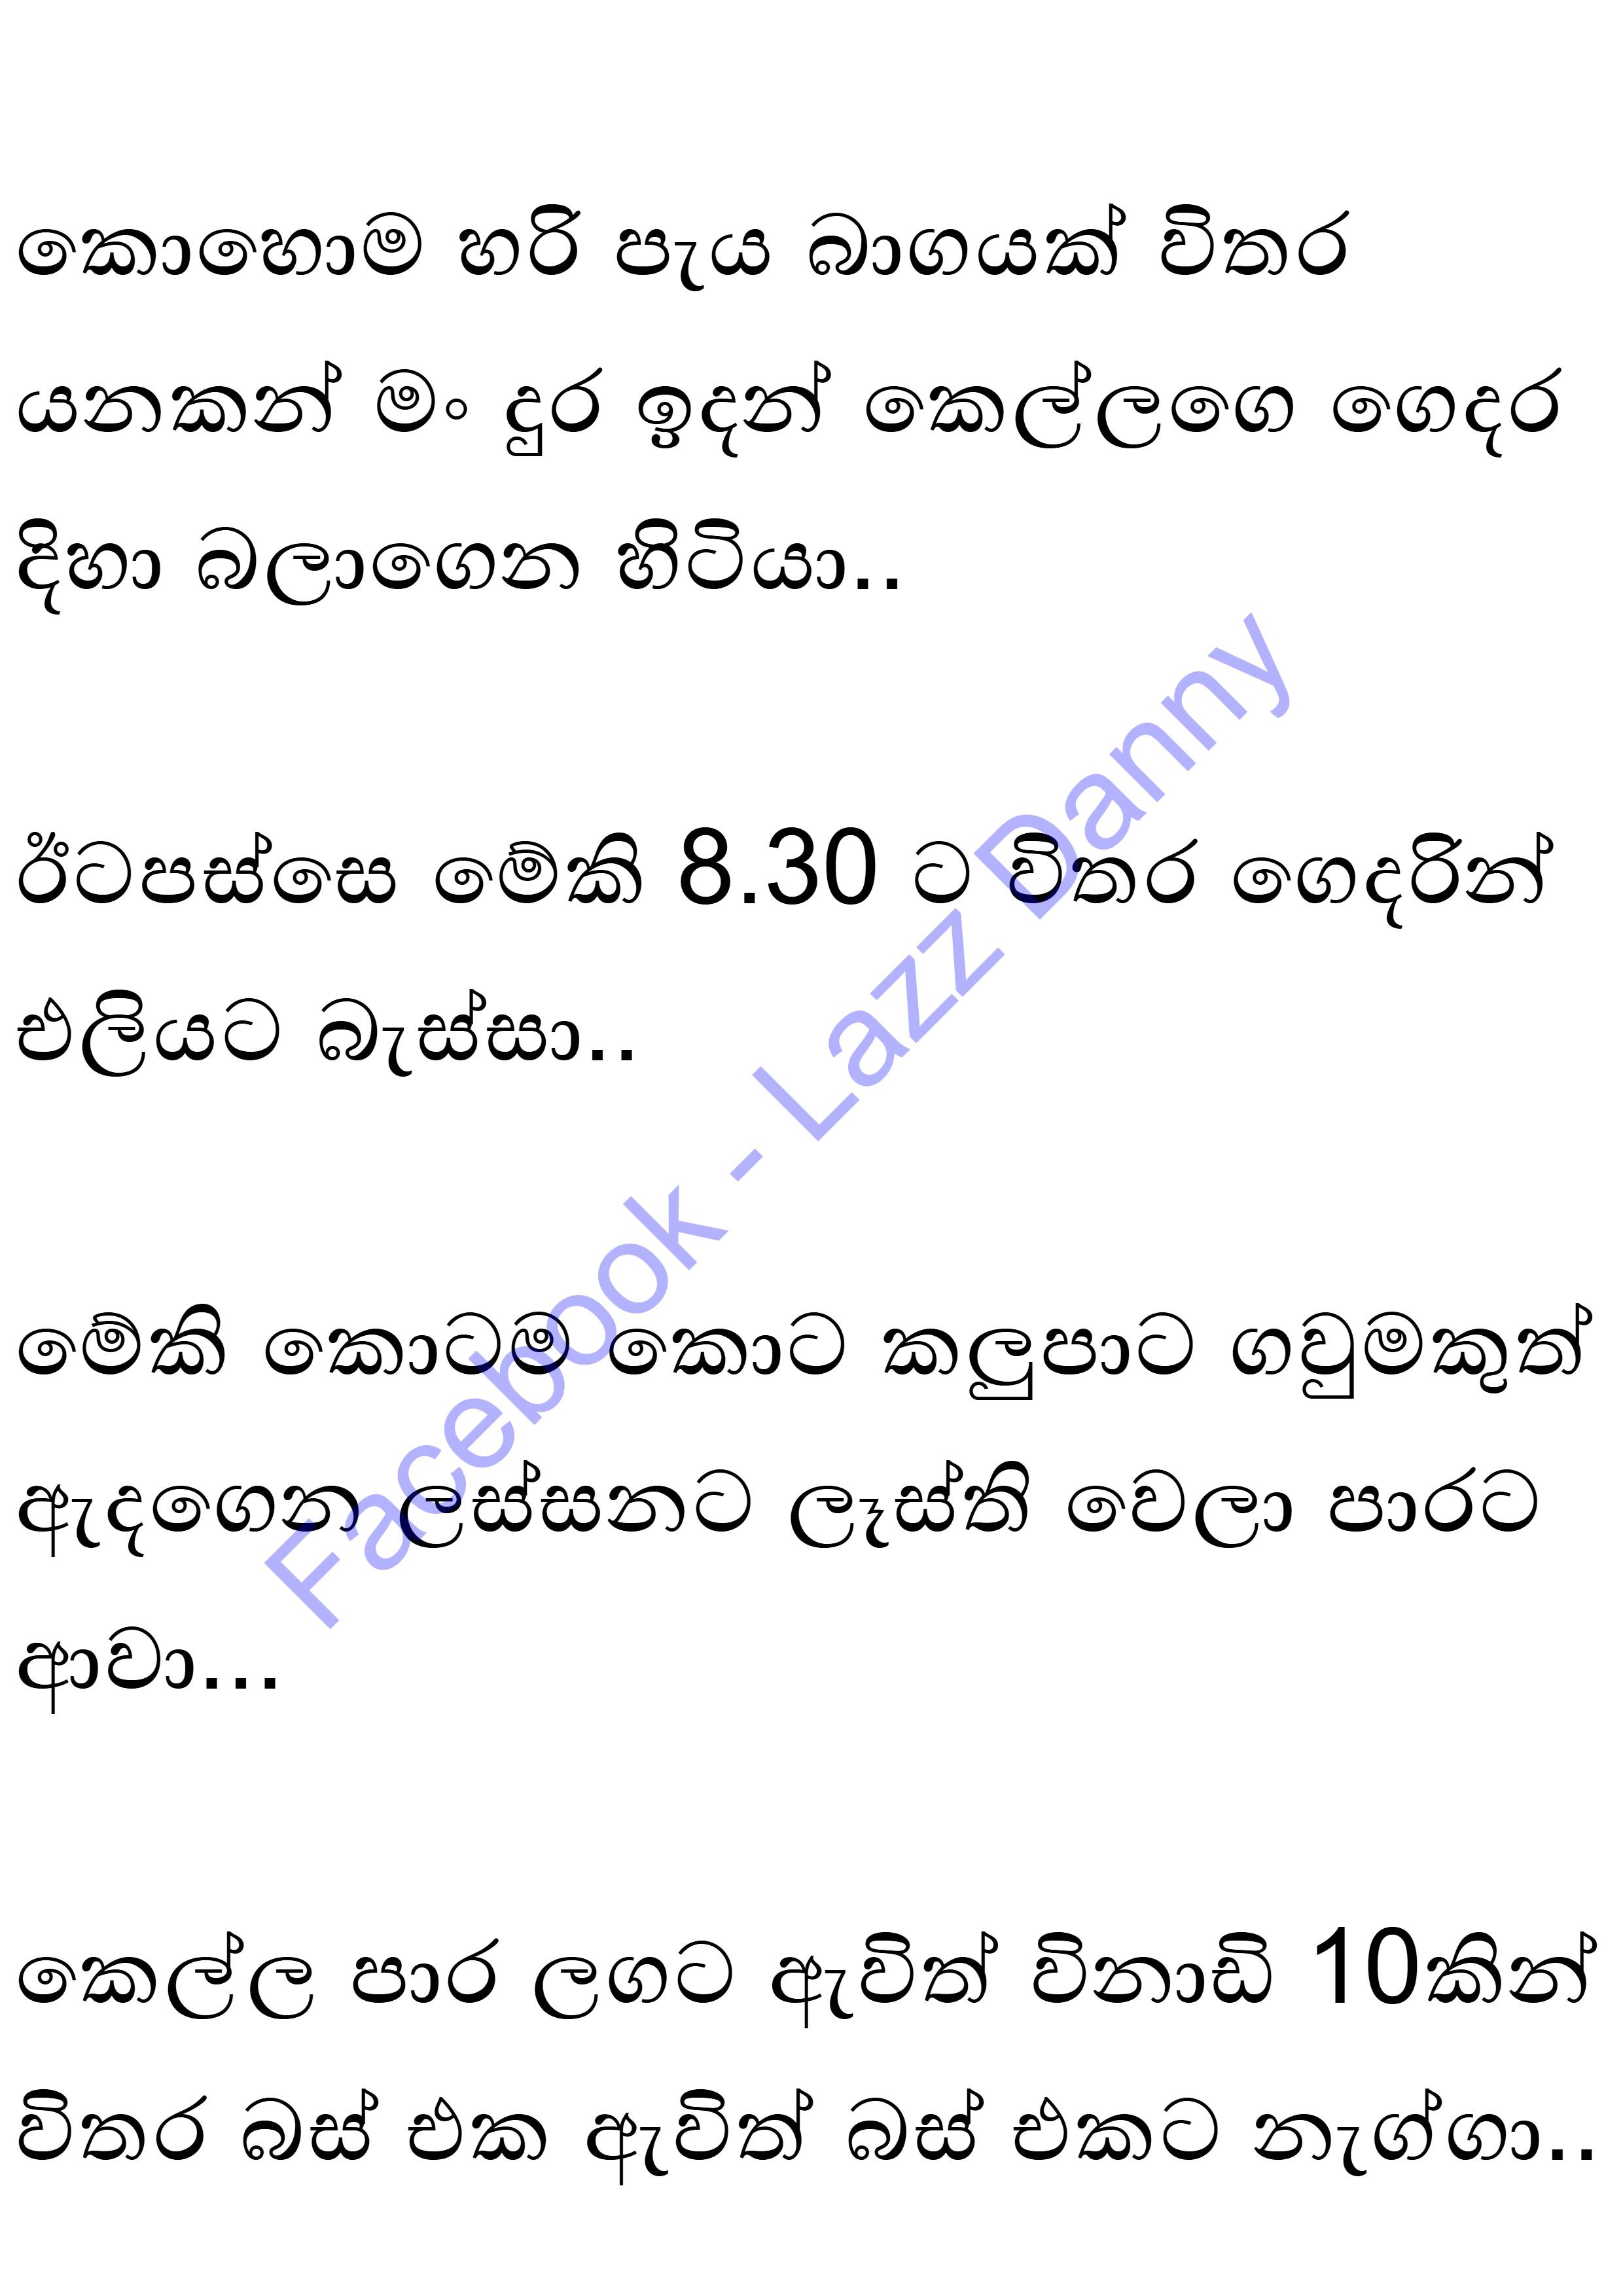 කොහොම හරි පැය බාගයක් විතර
යනකන් මං දුර ඉදන් කෙල්ලගෙ ගෙදර
දිහා බලාගෙන හිටියා..
ඊටපස්සෙ මේකි 8.30 ට විතර ගෙදරින්
එලියට බැස්සා..
මේකි කොටම කොට කලුපාට ගවුමකුත්
ඇදගෙන ලස්සනට ලෑස්ති වෙලා පාරට
ආවා...
කෙල්ල පාර ලගට ඇවිත් විනාඩි 10කින්
විතර බස් එක ඇවිත් බස් එකට නැග්ගා..
Facebook - Lazz Danny